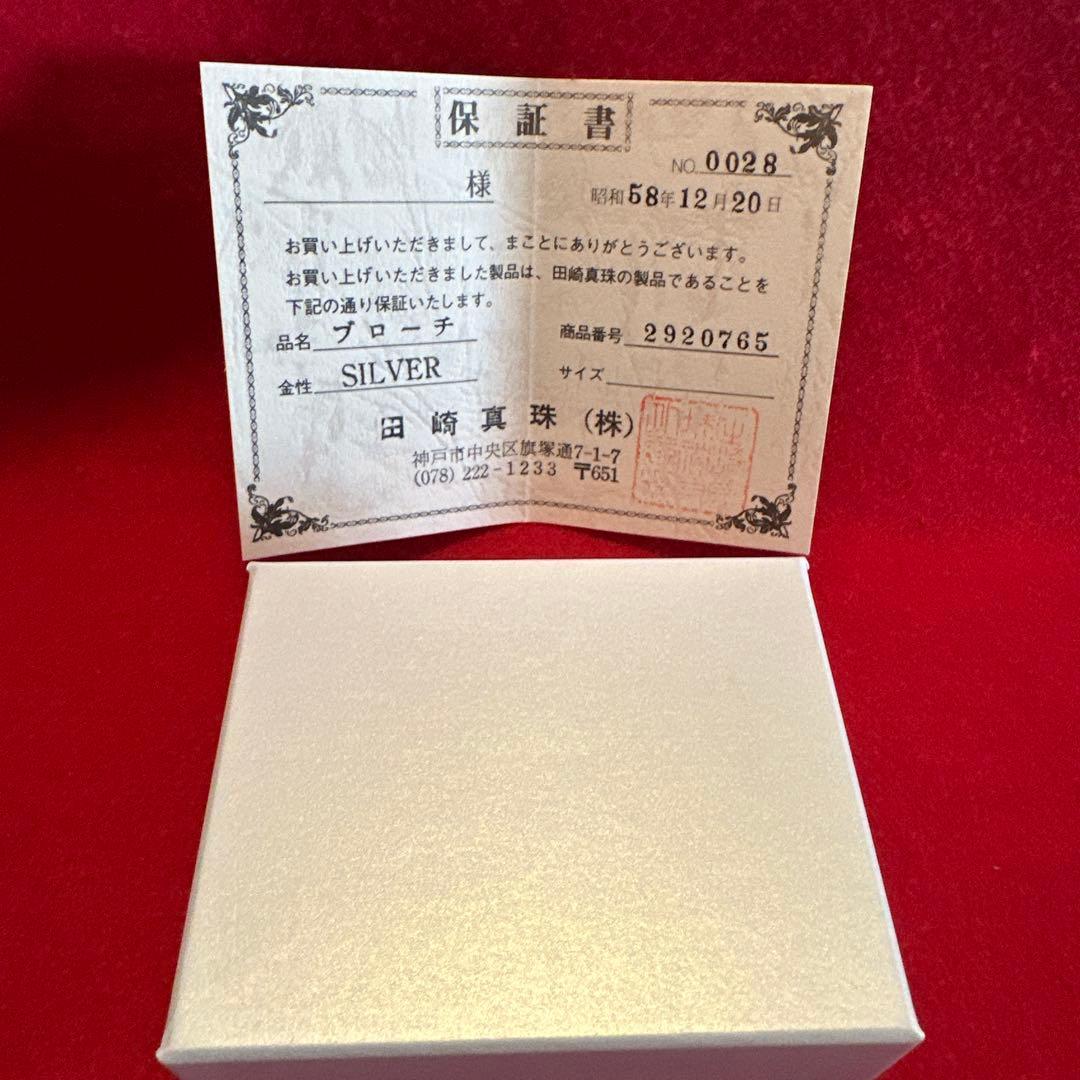 保証書
NO. 0028
様
昭和58年12月20日
お買い上げいただきまして、まことにありがとうございます。
お買い上げいただきました製品は、田崎真珠の製品であることを
下記の通り保証いたします。
品名 ブローチ 商品番号 2920765
金性 SILVER サイズ
田崎真珠(株)
神戸市中央区旗塚通7-1-7
(078) 222-1233 〒651